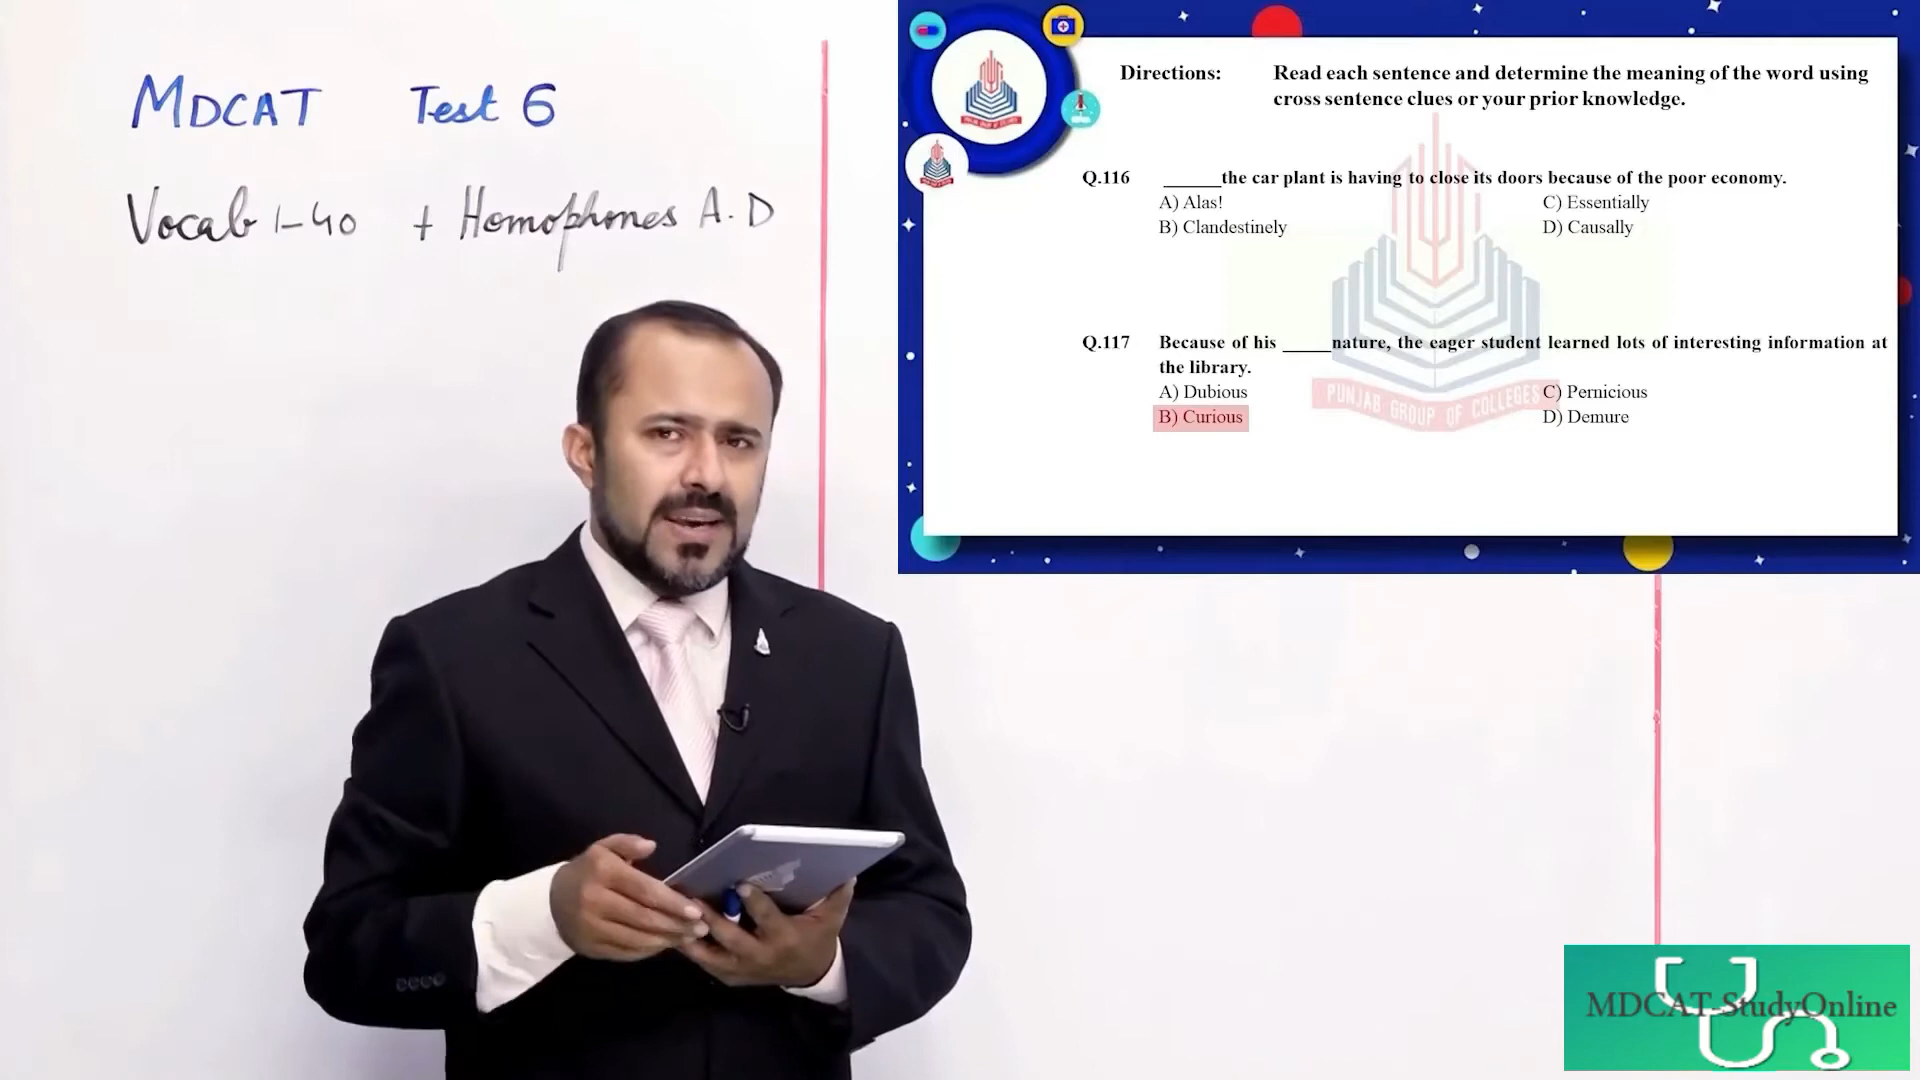 MDCAT Test 6
Vocab 1-40 + Homophones A-D
Directions: Read each sentence and determine the meaning of the word using
cross sentence clues or your prior knowledge.
Q.116 ______the car plant is having to close its doors because of the poor economy.
A) Alas! C) Essentially
B) Clandestinely D) Causally
Q.117 Because of his _____nature, the eager student learned lots of interesting information at
the library.
A) Dubious C) Pernicious
B) Curious D) Demure
PUNJAB GROUP OF COLLEGES
MDCAT-StudyOnline